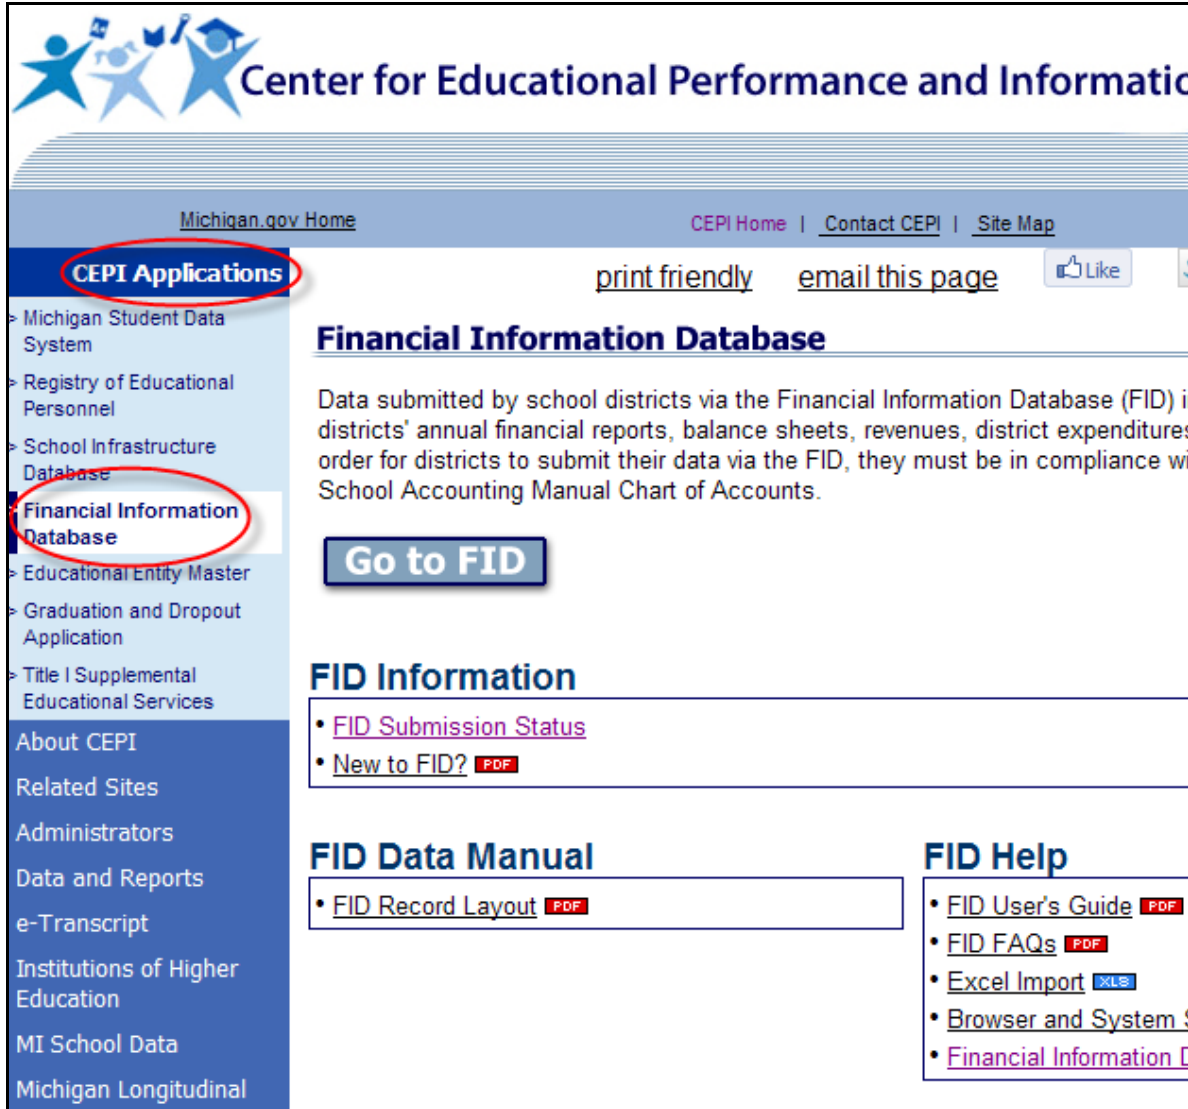 Center for Educational Performance and Informatio
Michigan.gov Home
CEPI Home | Contact CEPI | Site Map
CEPI Applications
> Michigan Student Data
System
> Registry of Educational
Personnel
> School Infrastructure
Database
Financial Information
Database
> Educational Entity Master
> Graduation and Dropout
Application
> Title I Supplemental
Educational Services
About CEPI
Related Sites
Administrators
Data and Reports
e-Transcript
Institutions of Higher
Education
MI School Data
Michigan Longitudinal
print friendly email this page Like
Financial Information Database
Data submitted by school districts via the Financial Information Database (FID) i
districts' annual financial reports, balance sheets, revenues, district expenditures
order for districts to submit their data via the FID, they must be in compliance wi
School Accounting Manual Chart of Accounts.
Go to FID
FID Information
• FID Submission Status
• New to FID? PDF
FID Data Manual
• FID Record Layout PDF
FID Help
• FID User's Guide PDF
• FID FAQs PDF
• Excel Import XLS
• Browser and System S
• Financial Information D